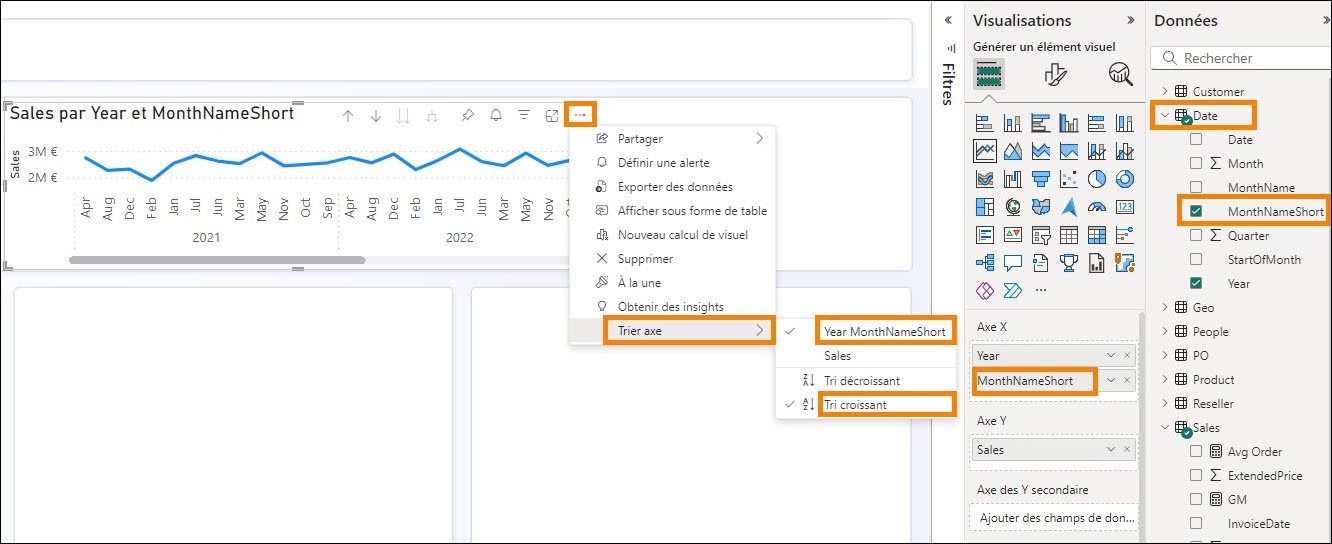 Sales par Year et MonthNameShort
Sales
3M €
2M €
Apr
Aug
Dec
Feb
Jan
Jul
Jun
Mar
May
Nov
Oct
Sep
Apr
Aug
Dec
Feb
Jan
Jul
Jun
Mar
May
Nov
2021
2022
Partager
Définir une alerte
Exporter des données
Afficher sous forme de table
Nouveau calcul de visuel
Supprimer
À la une
Obtenir des insights
Trier axe
Year MonthNameShort
Sales
Tri décroissant
Tri croissant
Filtres
Visualisations
Générer un élément visuel
123
Axe X
Year
MonthNameShort
Axe Y
Sales
Axe des Y secondaire
Ajouter des champs de don...
Données
Rechercher
Customer
Date
Date
Month
MonthName
MonthNameShort
Quarter
StartOfMonth
Year
Geo
People
PO
Product
Reseller
Sales
Avg Order
ExtendedPrice
GM
InvoiceDate